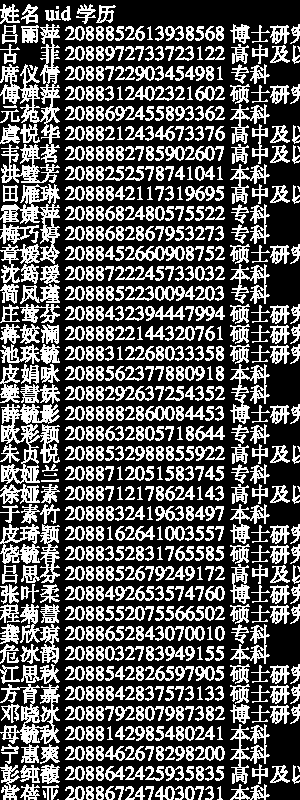 姓名 uid 学历
吕丽萍 2088852613938568 博士研究
古 菲 2088972733723122 高中及以
席仪倩 2088722903454981 专科
傅婵萍 2088312402321602 硕士研究
元苑欢 2088692455893362 本科
虞悦华 2088212434673376 高中及以
韦婵茗 2088882785902607 高中及以
洪璧芳 2088252578741041 本科
田雁琳 2088842117319695 高中及以
霍婕萍 2088682480575522 专科
梅巧婷 2088682867953273 专科
章嫒玲 2088452660908752 硕士研究
沈筠瑗 2088722245733032 本科
简凤瑾 2088852230094203 专科
庄莺芬 2088432394447994 硕士研究
蒋姣澜 2088822144320761 硕士研究
池珠毓 2088312268033358 硕士研究
皮娟咏 2088562377880918 本科
樊慧妹 2088292637254352 专科
薛毓影 2088882860084453 博士研究
欧彩颖 2088632805718644 专科
朱贞悦 2088532988855922 高中及以
欧娅兰 2088712051583745 专科
徐娅素 2088712178624143 高中及以
于素竹 2088832419638497 本科
皮琦颖 2088162641003557 博士研究
饶毓春 2088352831765585 硕士研究
吕思芬 2088852679249172 高中及以
张叶柔 2088492653574760 博士研究
程菊慧 2088552075566502 硕士研究
龚欣琼 2088652843070010 专科
危冰韵 2088032783949155 本科
江思秋 2088542826597905 硕士研究
方育嘉 2088842837573133 硕士研究
邓晓冰 2088792807987382 博士研究
母毓秋 2088142985480241 本科
宁惠爽 2088462678298200 本科
彭纯馥 2088642425935835 高中及以
常蓓亚 2088672474030731 本科